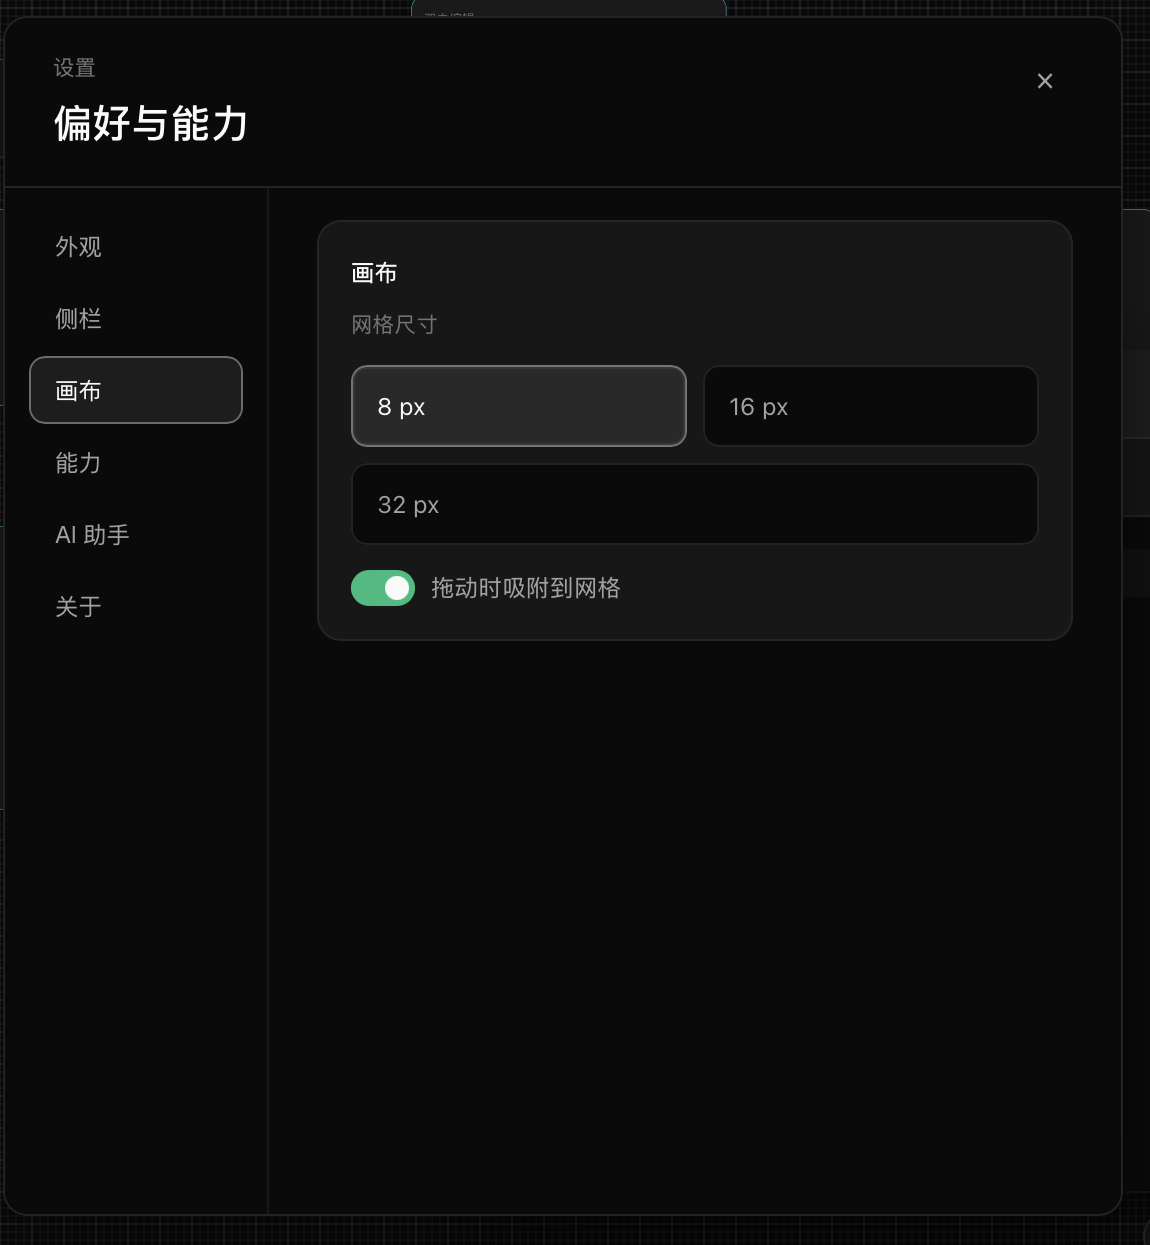 设置
偏好与能力
外观
侧栏
画布
能力
AI 助手
关于
画布
网格尺寸
8 px
16 px
32 px
拖动时吸附到网格